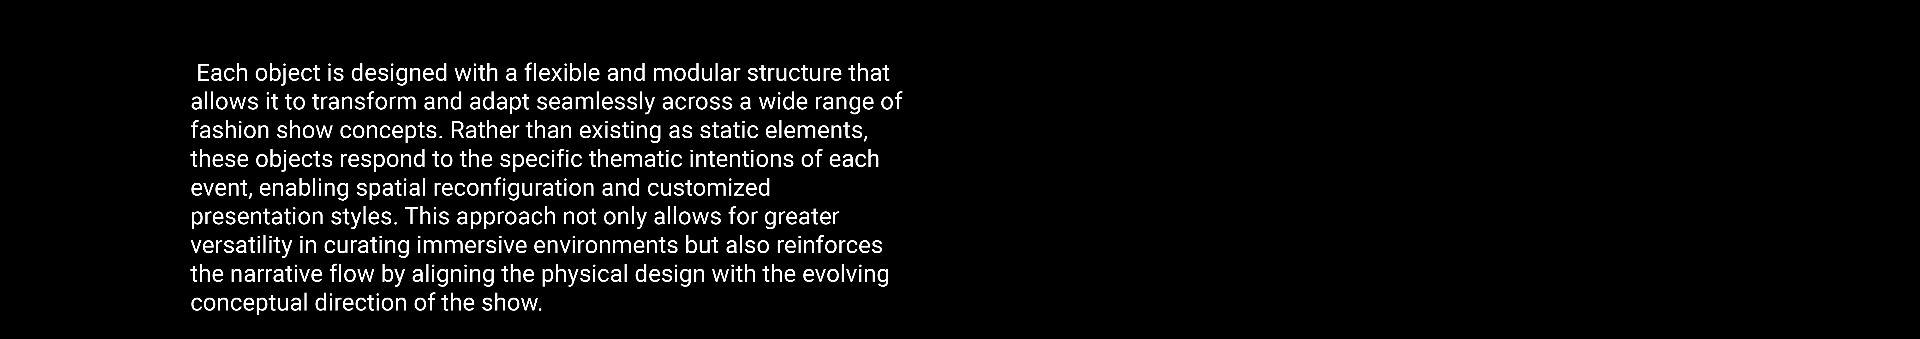 Each object is designed with a flexible and modular structure that
allows it to transform and adapt seamlessly across a wide range of
fashion show concepts. Rather than existing as static elements,
these objects respond to the specific thematic intentions of each
event, enabling spatial reconfiguration and customized
presentation styles. This approach not only allows for greater
versatility in curating immersive environments but also reinforces
the narrative flow by aligning the physical design with the evolving
conceptual direction of the show.